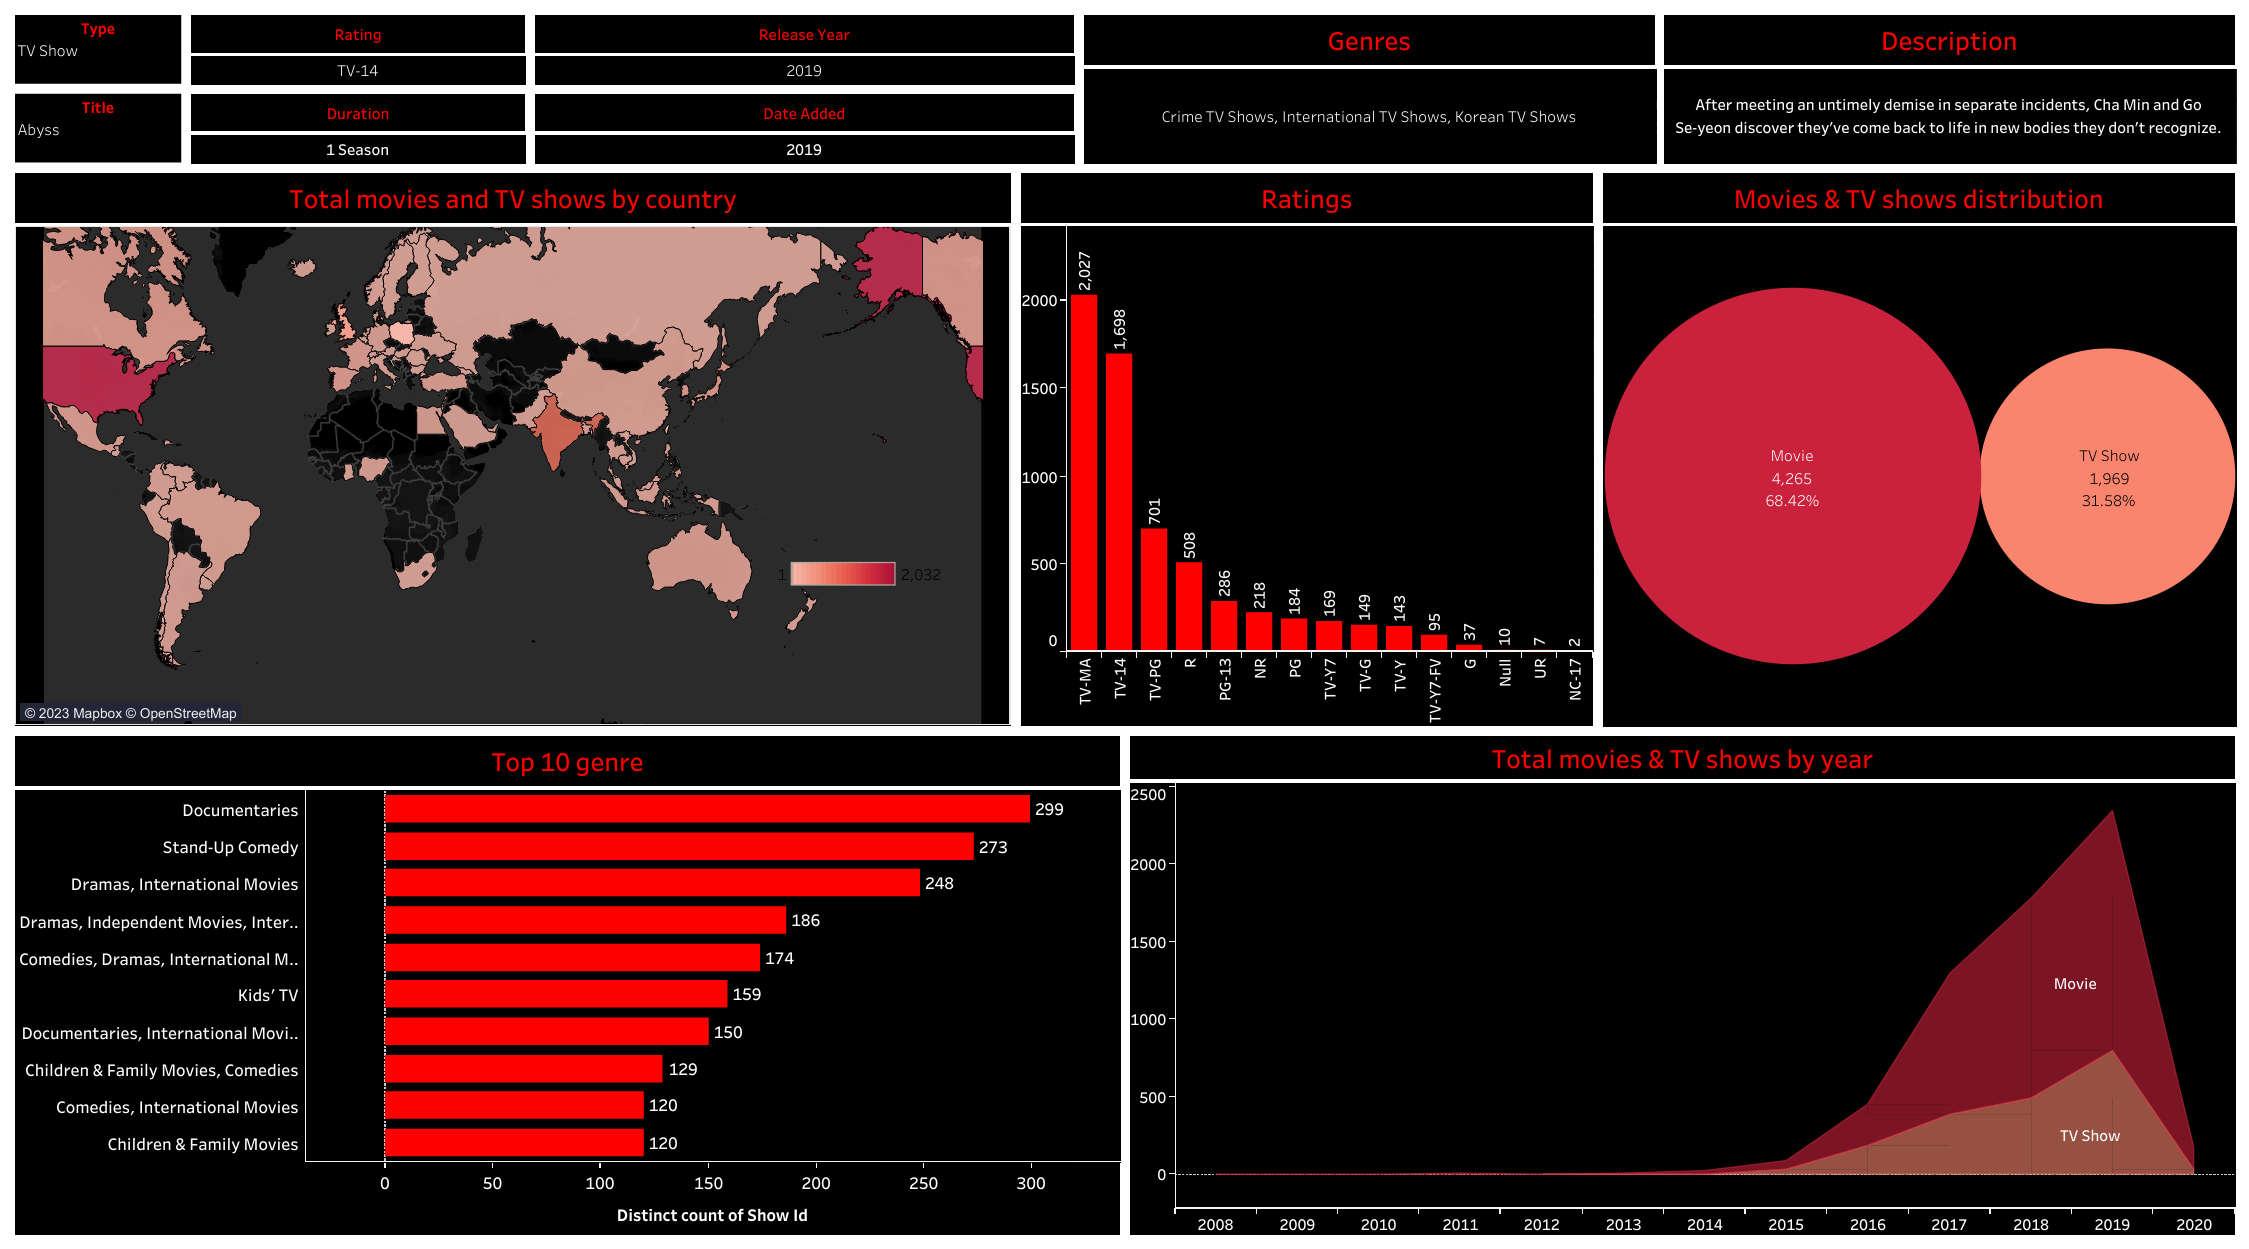 Type
TV Show
Rating
TV-14
Release Year
2019
Genres
Crime TV Shows, International TV Shows, Korean TV Shows
Description
After meeting an untimely demise in separate incidents, Cha Min and Go
Se-yeon discover they’ve come back to life in new bodies they don’t recognize.
Title
Abyss
Duration
1 Season
Date Added
2019
Total movies and TV shows by country
1
2,032
© 2023 Mapbox © OpenStreetMap
Ratings
2000
1500
1000
500
0
2,027
1,698
701
508
286
218
184
169
149
143
95
37
10
7
2
TV-MA
TV-14
TV-PG
R
PG-13
NR
PG
TV-Y7
TV-G
TV-Y
TV-Y7-FV
G
Null
UR
NC-17
Movies & TV shows distribution
Movie
4,265
68.42%
TV Show
1,969
31.58%
Top 10 genre
Documentaries
299
Stand-Up Comedy
273
Dramas, International Movies
248
Dramas, Independent Movies, Inter..
186
Comedies, Dramas, International M..
174
Kids’ TV
159
Documentaries, International Movi..
150
Children & Family Movies, Comedies
129
Comedies, International Movies
120
Children & Family Movies
120
0 50 100 150 200 250 300
Distinct count of Show Id
Total movies & TV shows by year
2500
2000
1500
1000
500
0
Movie
TV Show
2008 2009 2010 2011 2012 2013 2014 2015 2016 2017 2018 2019 2020